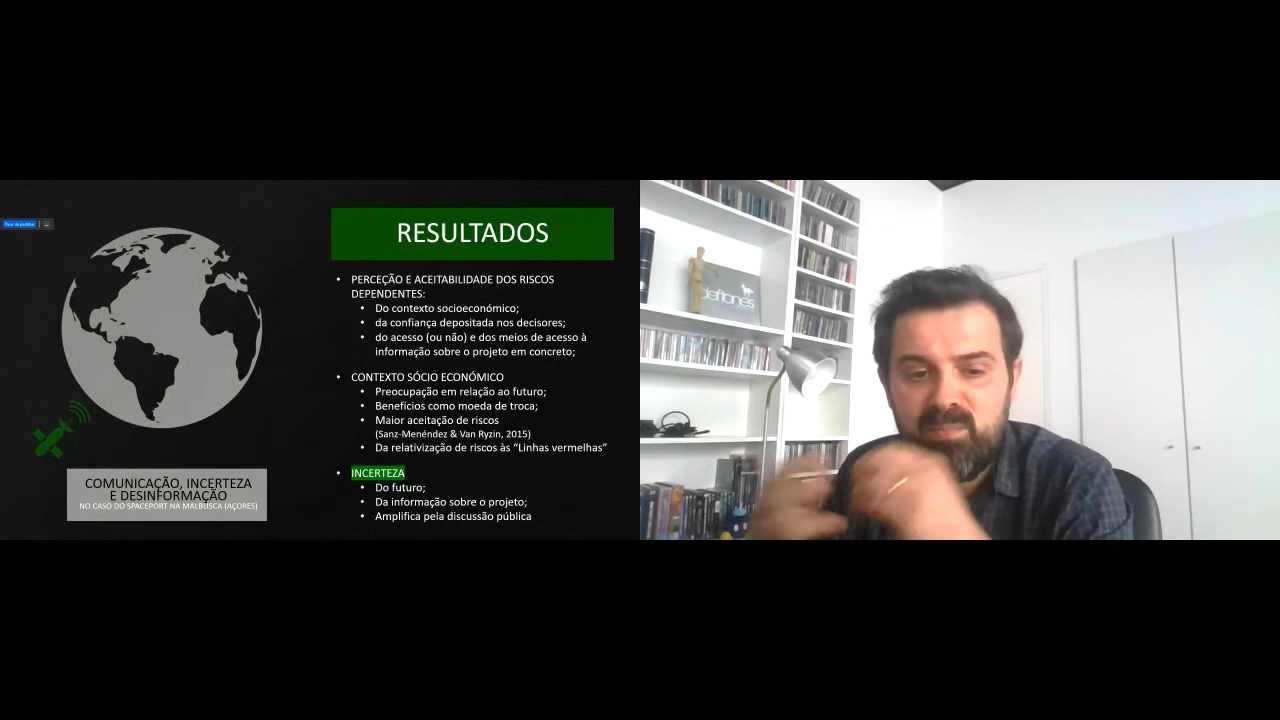 Parar de partilhar
RESULTADOS
• PERCEÇÃO E ACEITABILIDADE DOS RISCOS
DEPENDENTES:
• Do contexto socioeconómico;
• da confiança depositada nos decisores;
• do acesso (ou não) e dos meios de acesso à
informação sobre o projeto em concreto;
• CONTEXTO SÓCIO ECONÓMICO
• Preocupação em relação ao futuro;
• Benefícios como moeda de troca;
• Maior aceitação de riscos
(Sanz-Menéndez & Van Ryzin, 2015)
• Da relativização de riscos às “Linhas vermelhas”
• INCERTEZA
• Do futuro;
• Da informação sobre o projeto;
• Amplifica pela discussão pública
COMUNICAÇÃO, INCERTEZA
E DESINFORMAÇÃO
NO CASO DO SPACEPORT NA MALBUSCA (AÇORES)
deftones